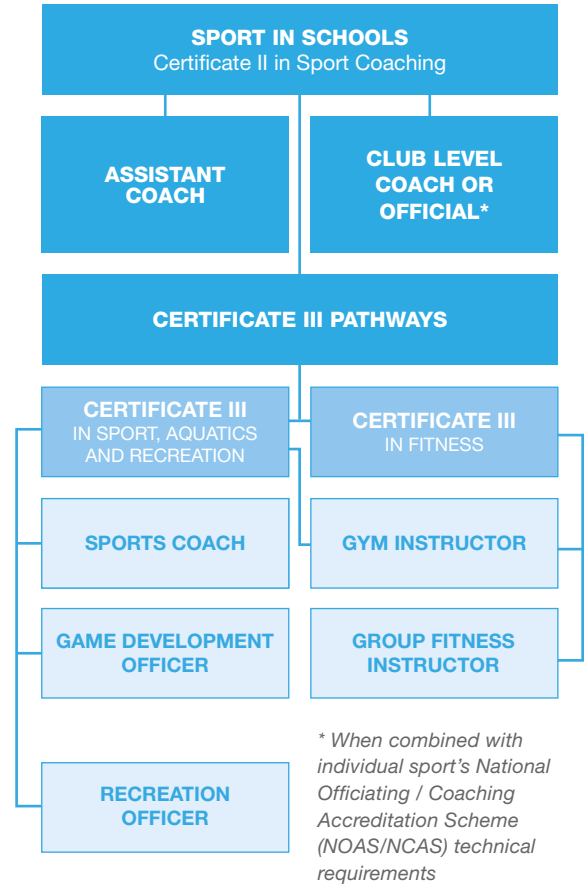 SPORT IN SCHOOLS
Certificate II in Sport Coaching
ASSISTANT
COACH
CLUB LEVEL
COACH OR
OFFICIAL*
CERTIFICATE III PATHWAYS
CERTIFICATE III
IN SPORT, AQUATICS
AND RECREATION
CERTIFICATE III
IN FITNESS
SPORTS COACH
GYM INSTRUCTOR
GAME DEVELOPMENT
OFFICER
GROUP FITNESS
INSTRUCTOR
RECREATION
OFFICER
* When combined with
individual sport's National
Officiating / Coaching
Accreditation Scheme
(NOAS/NCAS) technical
requirements